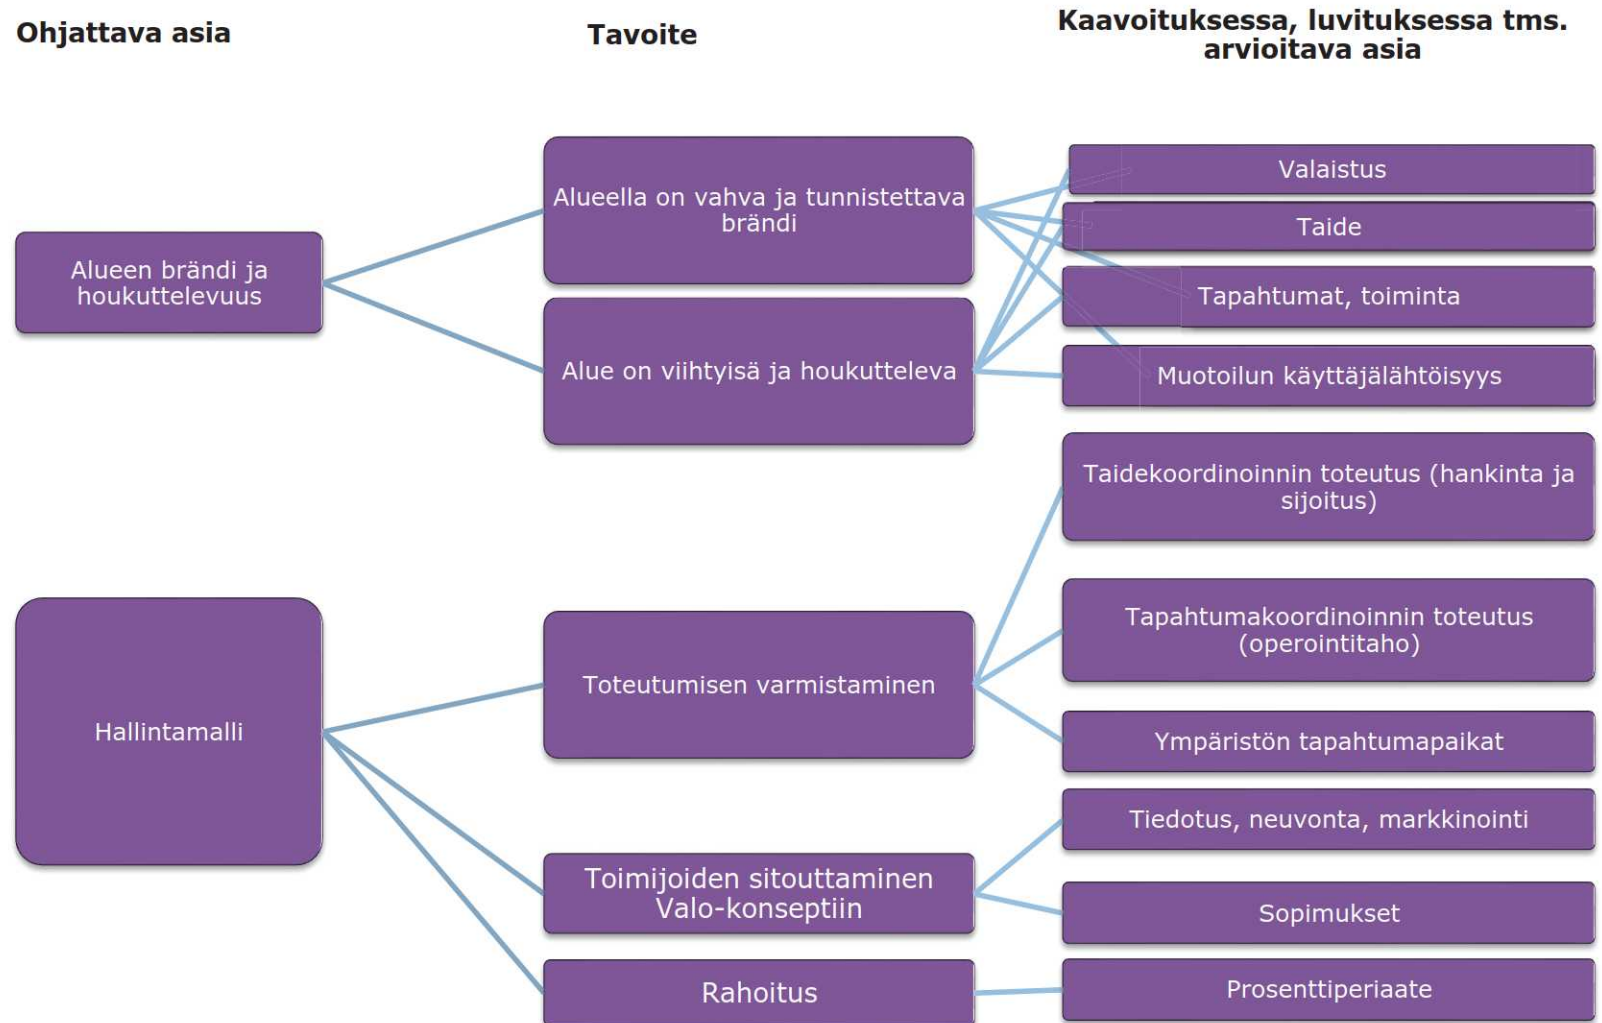 Ohjattava asia
Tavoite
Kaavoituksessa, luvituksessa tms.
arvioitava asia
Alueen brändi ja
houkuttelevuus
Alueella on vahva ja tunnistettava
brändi
Alue on viihtyisä ja houkutteleva
Valaistus
Taide
Tapahtumat, toiminta
Muotoilun käyttäjälähtöisyys
Hallintamalli
Toteutumisen varmistaminen
Taidekoordinoinnin toteutus (hankinta ja
sijoitus)
Tapahtumakoordinoinnin toteutus
(operointitaho)
Ympäristön tapahtumapaikat
Toimijoiden sitouttaminen
Valo-konseptiin
Tiedotus, neuvonta, markkinointi
Sopimukset
Rahoitus
Prosenttiperiaate